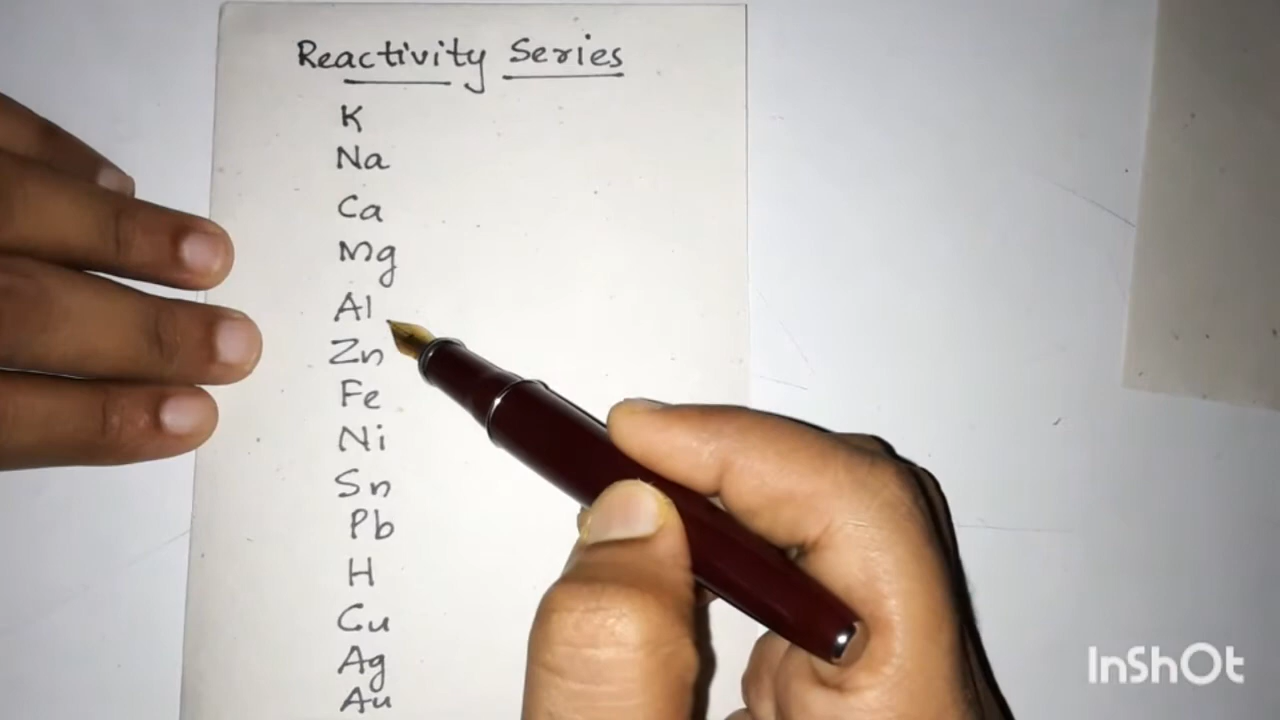 Reactivity Series
K
Na
Ca
Mg
Al
Zn
Fe
Ni
Sn
Pb
H
Cu
Ag
Au
InShOt